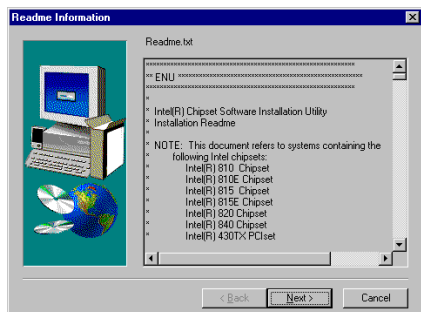 Readme Information
Readme.txt
************************************************************
** ENU ******************************************************
************************************************************
*
* Intel(R) Chipset Software Installation Utility
* Installation Readme
*
* NOTE: This document refers to systems containing the
* following Intel chipsets:
* Intel(R) 810 Chipset
* Intel(R) 810E Chipset
* Intel(R) 815 Chipset
* Intel(R) 815E Chipset
* Intel(R) 820 Chipset
* Intel(R) 840 Chipset
* Intel(R) 430TX PCIset
< Back
Next >
Cancel